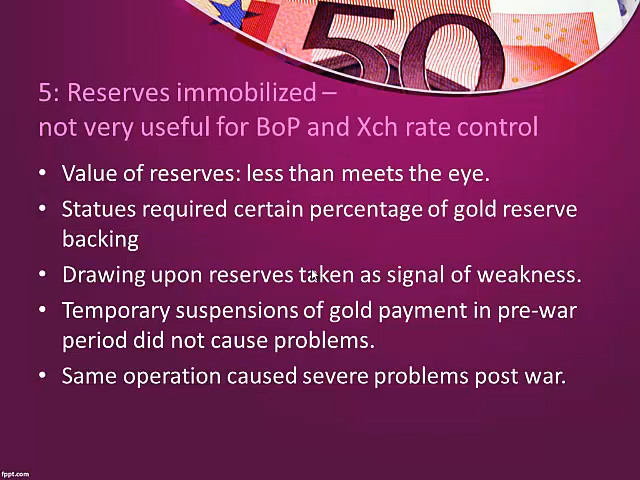 50
5: Reserves immobilized –
not very useful for BoP and Xch rate control
• Value of reserves: less than meets the eye.
• Statues required certain percentage of gold reserve
backing
• Drawing upon reserves taken as signal of weakness.
• Temporary suspensions of gold payment in pre-war
period did not cause problems.
• Same operation caused severe problems post war.
fppt.com